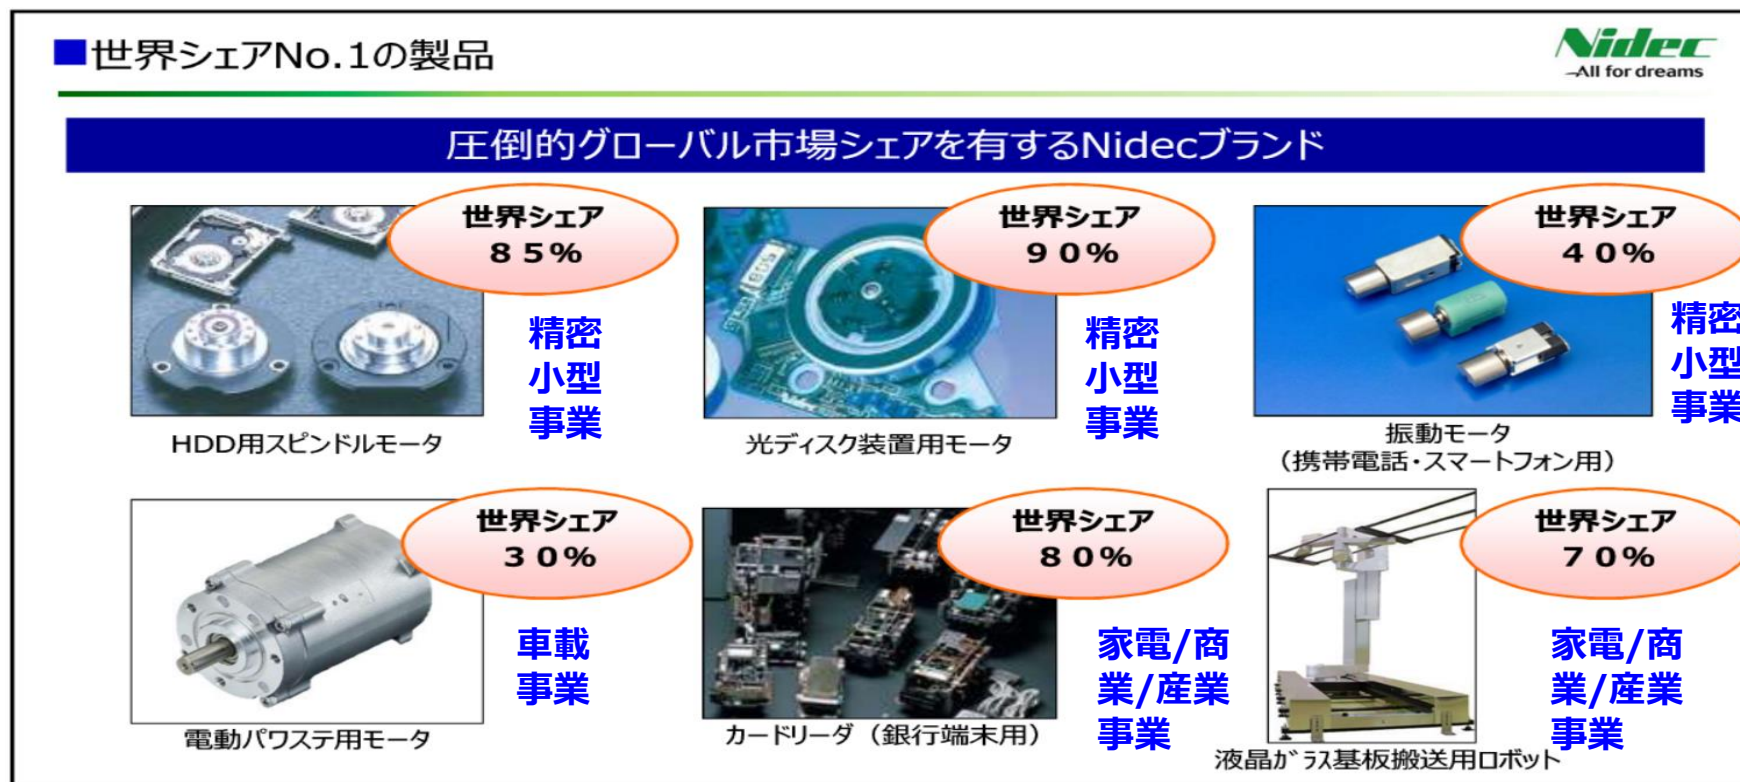 ■世界シェアNo.1の製品
Nidec
-All for dreams
圧倒的グローバル市場シェアを有するNidecブランド
世界シェア
85%
精密
小型
事業
HDD用スピンドルモータ
世界シェア
90%
精密
小型
事業
光ディスク装置用モータ
世界シェア
40%
精密
小型
事業
振動モータ
（携帯電話・スマートフォン用）
世界シェア
30%
車載
事業
電動パワステ用モータ
世界シェア
80%
家電/商
業/産業
事業
カードリーダ（銀行端末用）
世界シェア
70%
家電/商
業/産業
事業
液晶ｶﾞﾗｽ基板搬送用ロボット